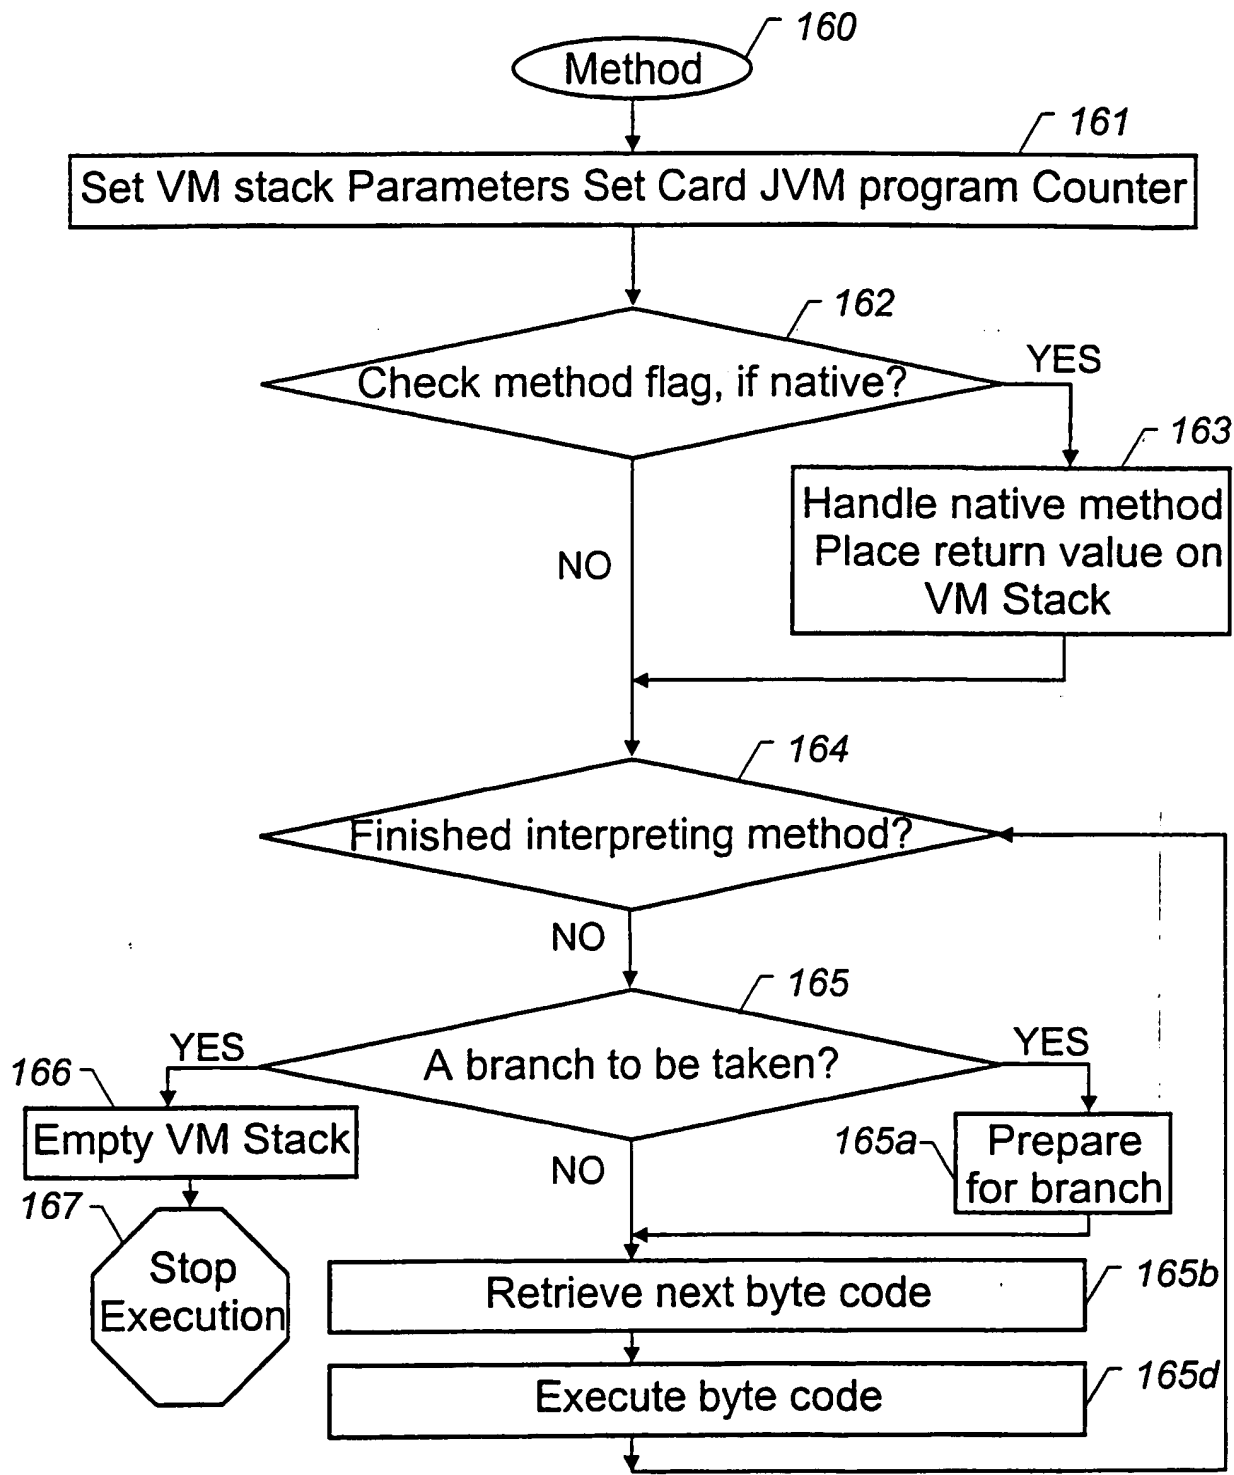 160
Method
161
Set VM stack Parameters Set Card JVM program Counter
162
Check method flag, if native?
YES
163
Handle native method
Place return value on
VM Stack
NO
164
Finished interpreting method?
NO
165
A branch to be taken?
YES
YES
166
Empty VM Stack
165a
Prepare
for branch
NO
167
Stop
Execution
165b
Retrieve next byte code
165d
Execute byte code